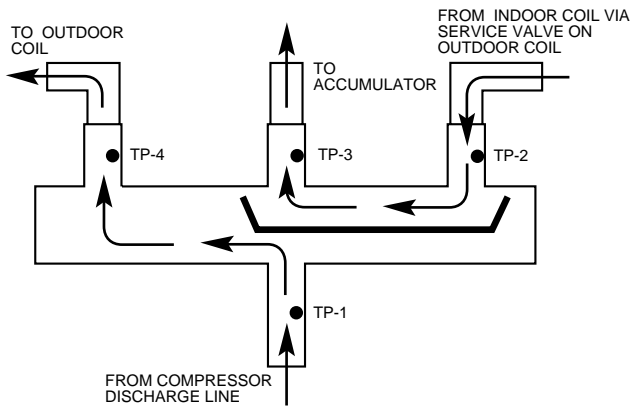 TO OUTDOOR
COIL
TO
ACCUMULATOR
FROM INDOOR COIL VIA
SERVICE VALVE ON
OUTDOOR COIL
TP-4
TP-3
TP-2
TP-1
FROM COMPRESSOR
DISCHARGE LINE